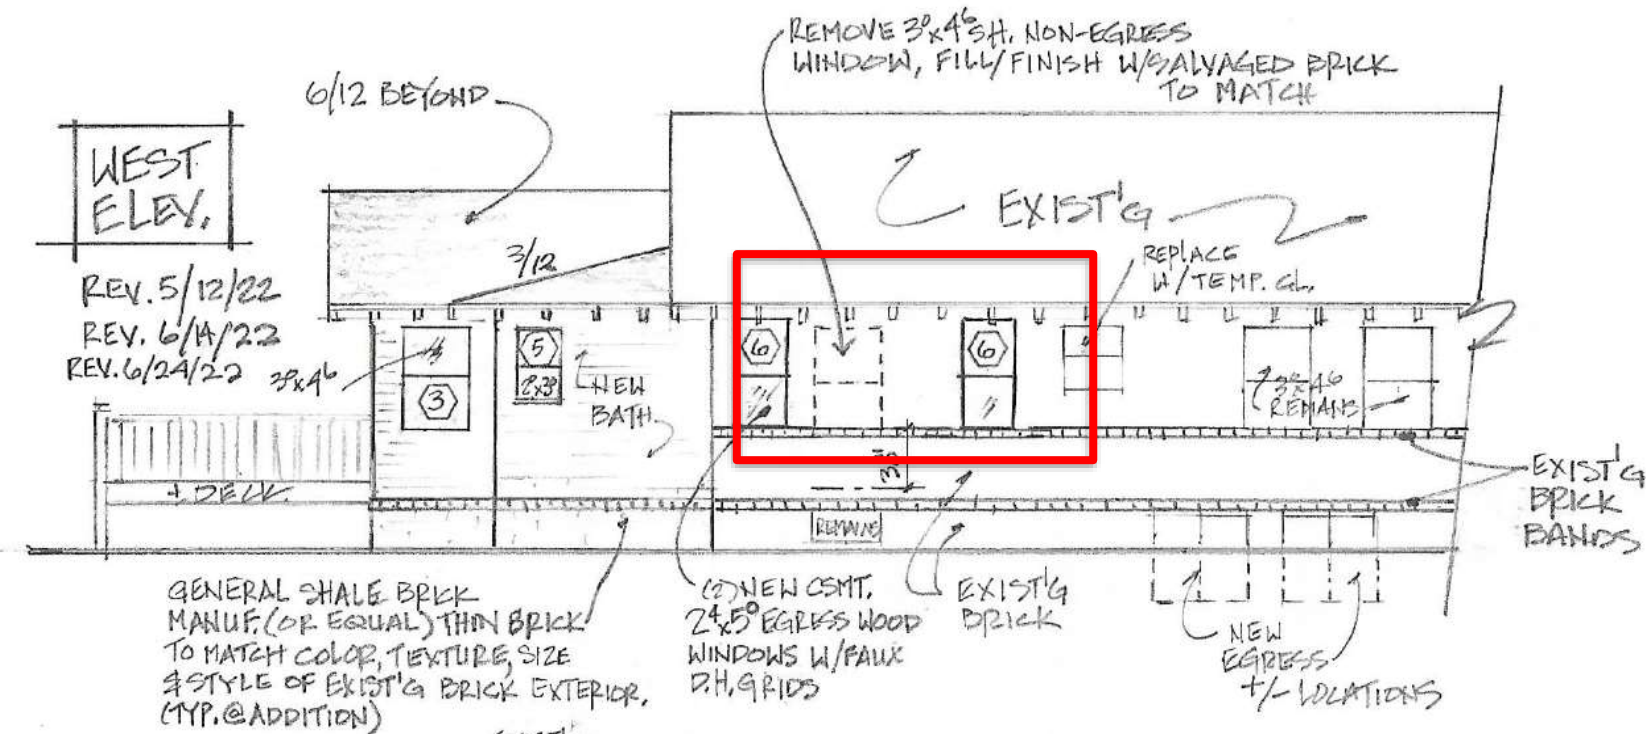 REMOVE 3⁰x4⁶ S.H. NON-EGRESS
WINDOW, FILL/FINISH W/SALVAGED BRICK
TO MATCH
6/12 BEYOND
WEST
ELEV.
REV. 5/12/22
REV. 6/14/22
REV. 6/24/22
3/12
EXIST'G
REPLACE
W/TEMP. GL.
3⁰x4⁶
3
5
2⁰x3⁰
NEW
BATH
6
6
3⁰x4⁶
REMAINS
+ DECK
REMAINS
EXIST'G
BRICK
BANDS
GENERAL SHALE BRICK
MANUF. (OR EQUAL) THIN BRICK
TO MATCH COLOR, TEXTURE, SIZE
& STYLE OF EXIST'G BRICK EXTERIOR.
(TYP. @ ADDITION)
(2) NEW CSMT.
2⁴x5⁰ EGRESS WOOD
WINDOWS W/FAUX
D.H. GRIDS
EXIST'G
BRICK
NEW
EGRESS
+/- LOCATIONS